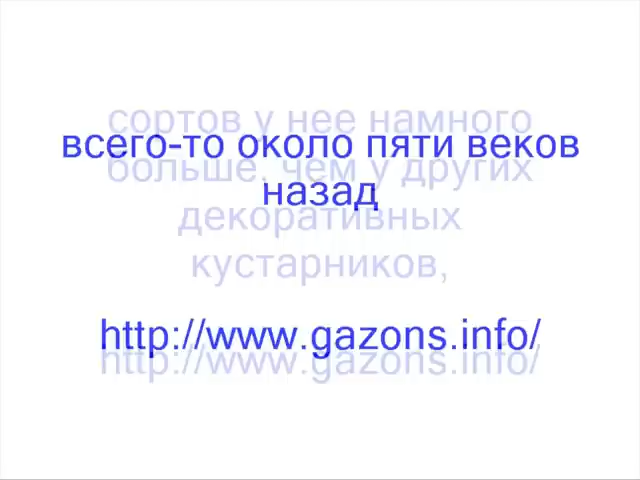 сортов у нее намного
всего-то около пяти веков
больше, чем у других
назад
декоративных
кустарников,
http://www.gazons.info/
http://www.gazons.info/